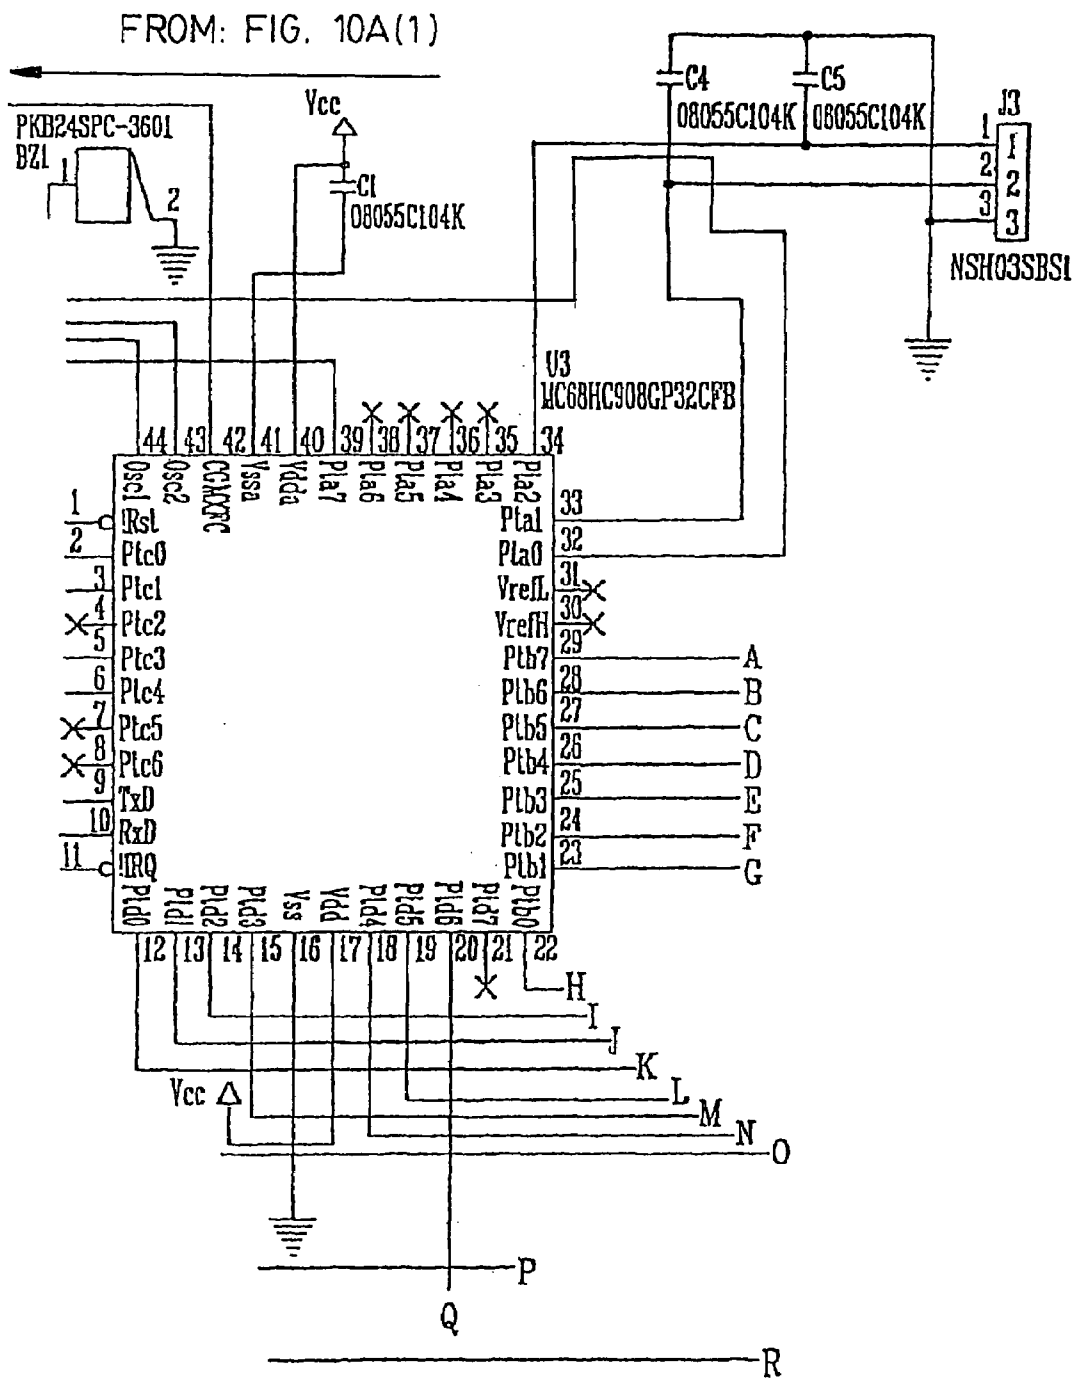 FROM: FIG. 10A(1)
Vcc
PKB24SPC-3601
BZ1
1
2
C1
08055C104K
C4
08055C104K
C5
08055C104K
J3
1 1
2 2
3 3
NSH03SBS1
U3
MC68HC908GP32CFB
44 43 42 41 40 39 38 37 36 35 34
Osc1 Osc2 CGMXFC Vssa Vdda Pta7 Pta6 Pta5 Pta4 Pta3 Pta2
1 !Rst
2 Ptc0
3 Ptc1
4 Ptc2
5 Ptc3
6 Ptc4
7 Ptc5
8 Ptc6
9 TxD
10 RxD
11 !IRQ
Pta1 33
Pta0 32
VrefL 31
VrefH 30
Ptb7 29 A
Ptb6 28 B
Ptb5 27 C
Ptb4 26 D
Ptb3 25 E
Ptb2 24 F
Ptb1 23 G
Ptd0 Ptd1 Ptd2 Ptd3 Vss Vdd Ptd4 Ptd5 Ptd6 Ptd7 Ptb0
12 13 14 15 16 17 18 19 20 21 22
H
I
J
K
Vcc
L
M
N
O
P
Q
R